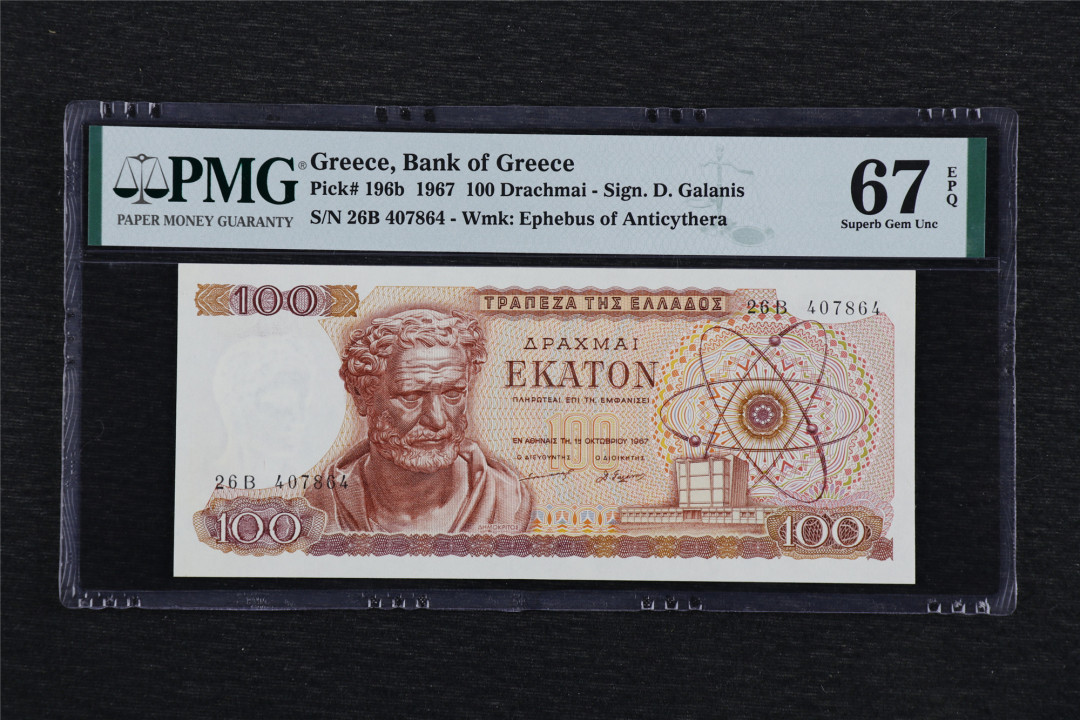 PMG®
PAPER MONEY GUARANTY
Greece, Bank of Greece
Pick# 196b 1967 100 Drachmai - Sign. D. Galanis
S/N 26B 407864 - Wmk: Ephebus of Anticythera
67
EPQ
Superb Gem Unc
100
ΤΡΑΠΕΖΑ ΤΗΣ ΕΛΛΑΔΟΣ
26Β 407864
ΔΡΑΧΜΑΙ
ΕΚΑΤΟΝ
ΠΛΗΡΩΤΕΑΙ ΕΠΙ ΤΗ, ΕΜΦΑΝΙΣΕΙ
100
ΕΝ ΑΘΗΝΑΙΣ ΤΗ, 1ῃ ΟΚΤΩΒΡΙΟΥ 1967
Ο ΔΙΕΥΘΥΝΤΗΣ Ο ΔΙΟΙΚΗΤΗΣ
26Β 407864
ΔΗΜΟΚΡΙΤΟΣ
100
100